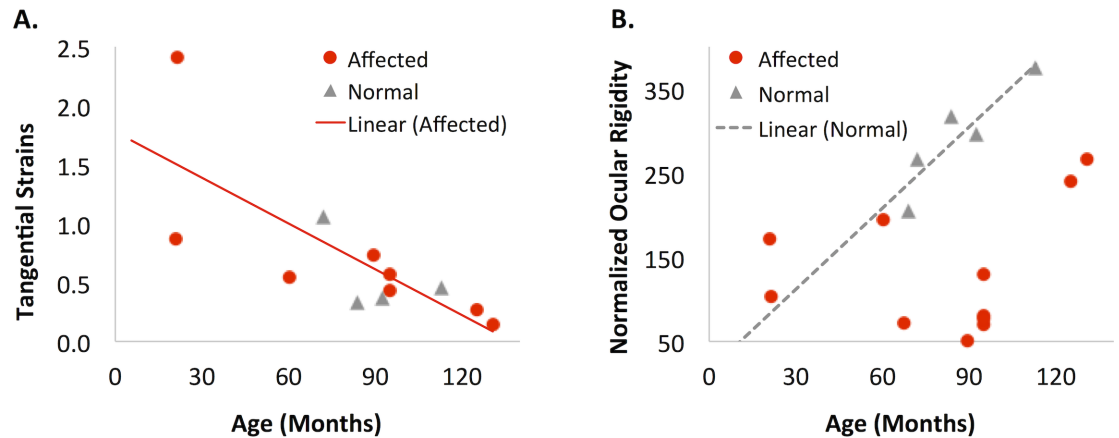 A.
Tangential Strains
2.5
2.0
1.5
1.0
0.5
0.0
Affected
Normal
Linear (Affected)
0 30 60 90 120
Age (Months)
B.
Normalized Ocular Rigidity
350
250
150
50
Affected
Normal
Linear (Normal)
0 30 60 90 120
Age (Months)